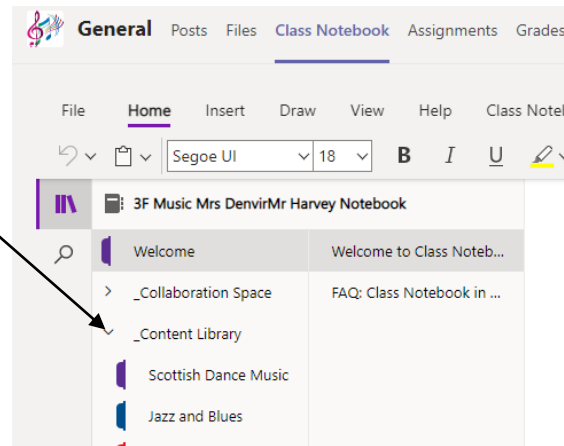 General Posts Files Class Notebook Assignments Grades
File Home Insert Draw View Help Class Note
Segoe UI 18 B I U
3F Music Mrs DenvirMr Harvey Notebook
Welcome Welcome to Class Noteb...
_Collaboration Space FAQ: Class Notebook in ...
_Content Library
Scottish Dance Music
Jazz and Blues